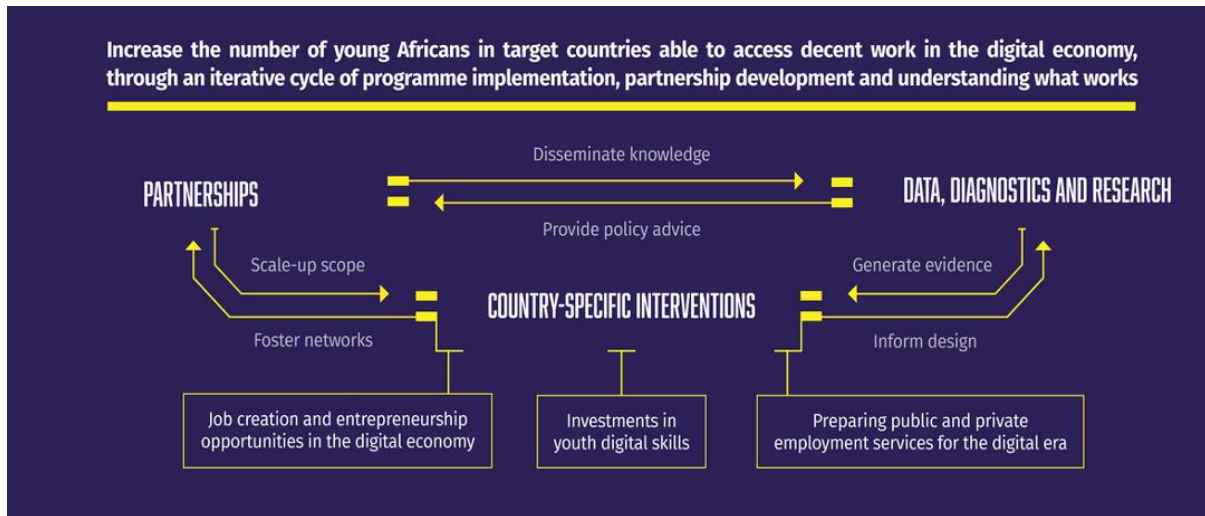 Increase the number of young Africans in target countries able to access decent work in the digital economy,
through an iterative cycle of programme implementation, partnership development and understanding what works
Disseminate knowledge
PARTNERSHIPS
DATA, DIAGNOSTICS AND RESEARCH
Provide policy advice
Scale-up scope
Generate evidence
COUNTRY-SPECIFIC INTERVENTIONS
Foster networks
Inform design
Job creation and entrepreneurship
opportunities in the digital economy
Investments in
youth digital skills
Preparing public and private
employment services for the digital era